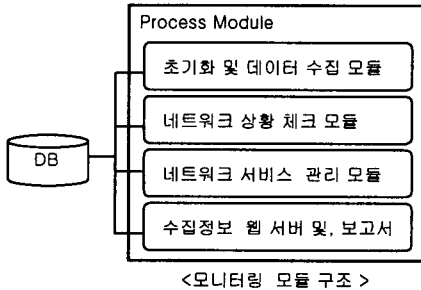 Process Module
초기화 및 데이터 수집 모듈
네트워크 상황 체크 모듈
DB
네트워크 서비스 관리 모듈
수집정보 웹 서버 및, 보고서
<모니터링 모듈 구조 >